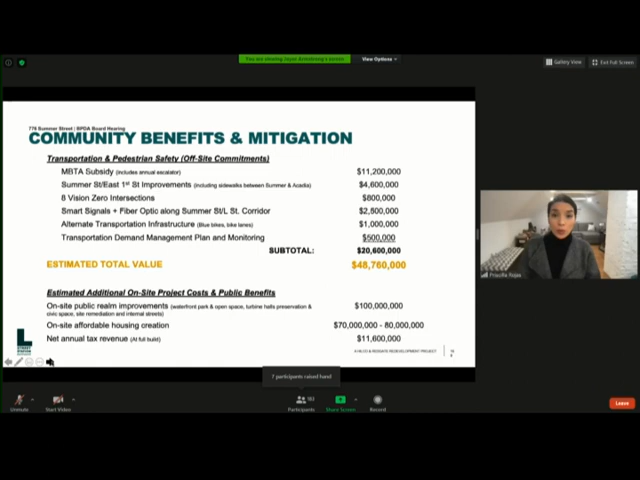 You are viewing Jayne Armstrong's screen
View Options
Gallery View
Exit Full Screen
776 Summer Street | BPDA Board Hearing
COMMUNITY BENEFITS & MITIGATION
Transportation & Pedestrian Safety (Off-Site Commitments)
MBTA Subsidy (includes annual escalator) $11,200,000
Summer St/East 1st St Improvements (including sidewalks between Summer & Acadia) $4,600,000
8 Vision Zero Intersections $800,000
Smart Signals + Fiber Optic along Summer St/L St. Corridor $2,500,000
Alternate Transportation Infrastructure (Blue bikes, bike lanes) $1,000,000
Transportation Demand Management Plan and Monitoring $500,000
SUBTOTAL: $20,600,000
ESTIMATED TOTAL VALUE $48,760,000
Estimated Additional On-Site Project Costs & Public Benefits
On-site public realm improvements (waterfront park & open space, turbine halls preservation & $100,000,000
civic space, site remediation and internal streets)
On-site affordable housing creation $70,000,000 - 80,000,000
Net annual tax revenue (At full build) $11,600,000
L
STREET
STATION
A HILCO & REDGATE REDEVELOPMENT PROJECT
Priscilla Rojas
7 participants raised hand
Unmute
Start Video
Participants
Share Screen
Record
Leave